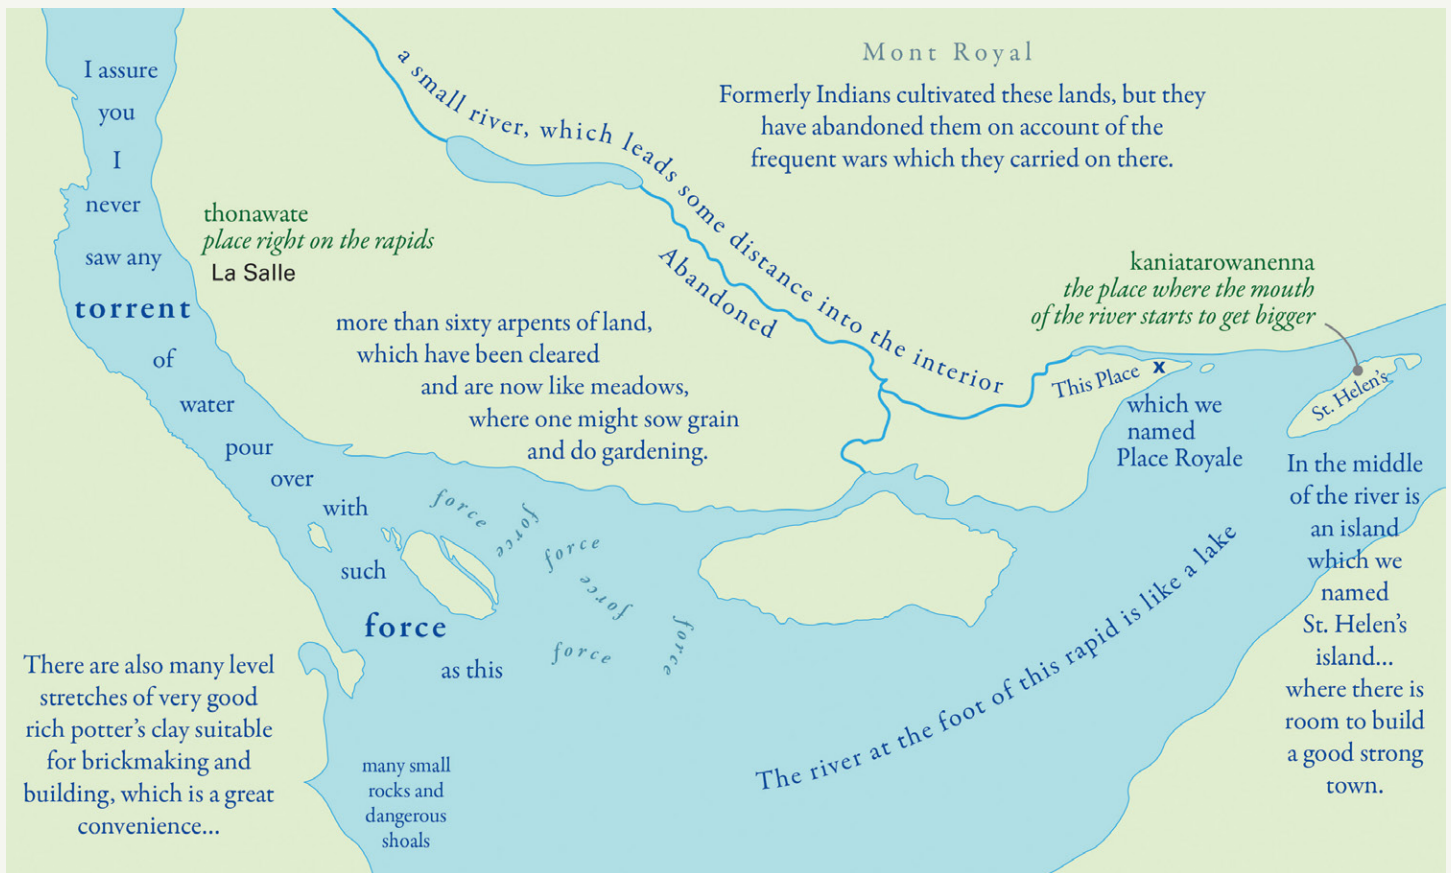 I assure
you
I
never
saw any
torrent
of
water
pour
over
with
such
force
as this
force
force
force
force
force
force
many small
rocks and
dangerous
shoals
There are also many level
stretches of very good
rich potter's clay suitable
for brickmaking and
building, which is a great
convenience...
thonawate
place right on the rapids
La Salle
a small river, which leads some distance into the interior
Abandoned
more than sixty arpents of land,
which have been cleared
and are now like meadows,
where one might sow grain
and do gardening.
Mont Royal
Formerly Indians cultivated these lands, but they
have abandoned them on account of the
frequent wars which they carried on there.
kaniatarowanenna
the place where the mouth
of the river starts to get bigger
This Place x
which we
named
Place Royale
St. Helen's
In the middle
of the river is
an island
which we
named
St. Helen's
island...
where there is
room to build
a good strong
town.
The river at the foot of this rapid is like a lake